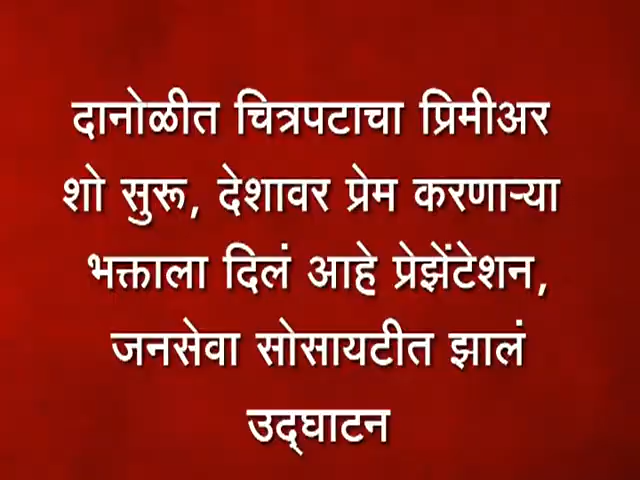 दानोळीत चित्रपटाचा प्रिमीअर
शो सुरू, देशावर प्रेम करणाऱ्या
भक्ताला दिलं आहे प्रेझेंटेशन,
जनसेवा सोसायटीत झालं
उद्‌घाटन